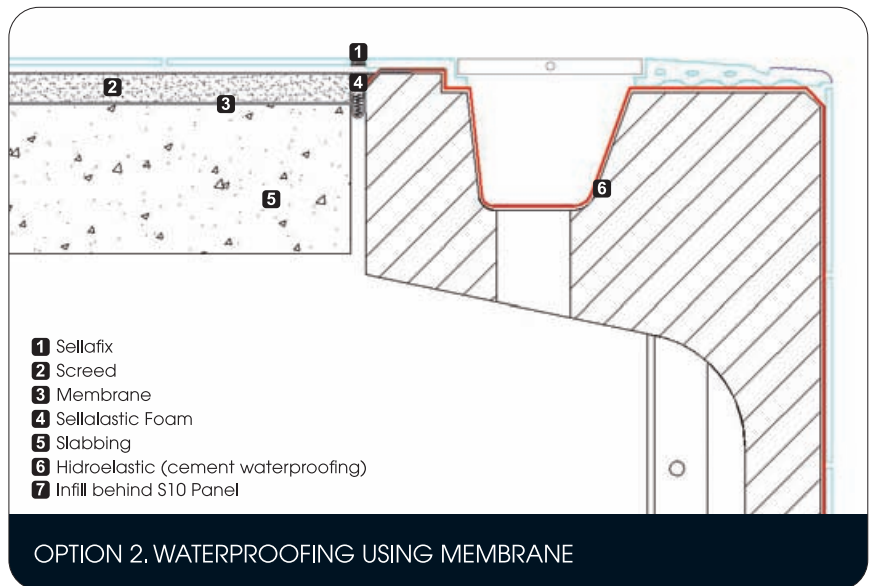 1
4
2
3
6
5
1 Sellafix
2 Screed
3 Membrane
4 Sellalastic Foam
5 Slabbing
6 Hidroelastic (cement waterproofing)
7 Infill behind S10 Panel
OPTION 2. WATERPROOFING USING MEMBRANE